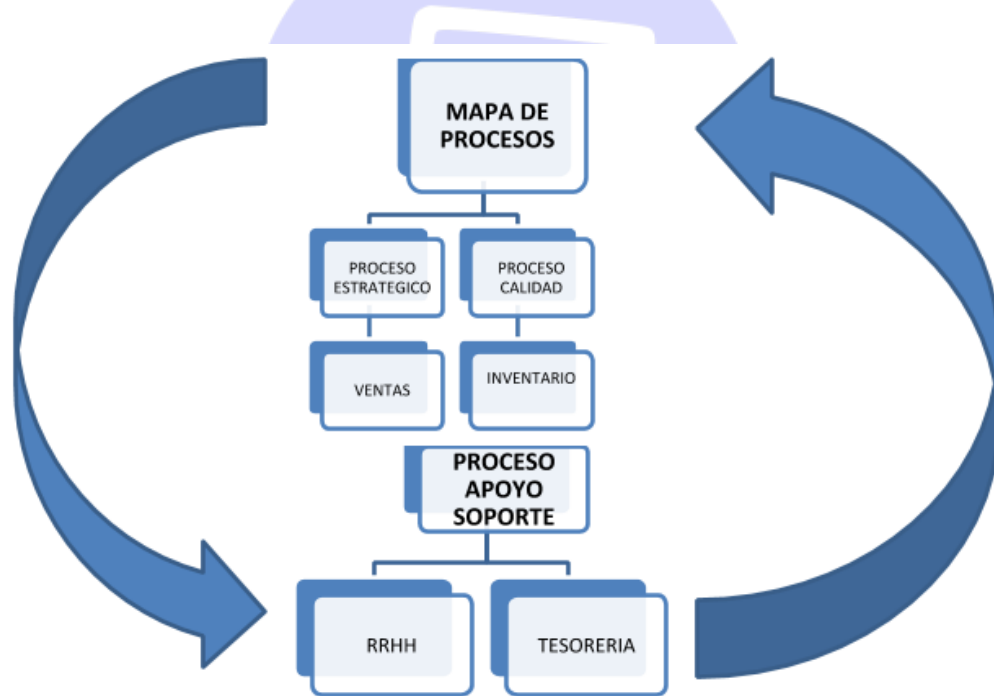 MAPA DE
PROCESOS
PROCESO
ESTRATEGICO
PROCESO
CALIDAD
VENTAS
INVENTARIO
PROCESO
APOYO
SOPORTE
RRHH
TESORERIA